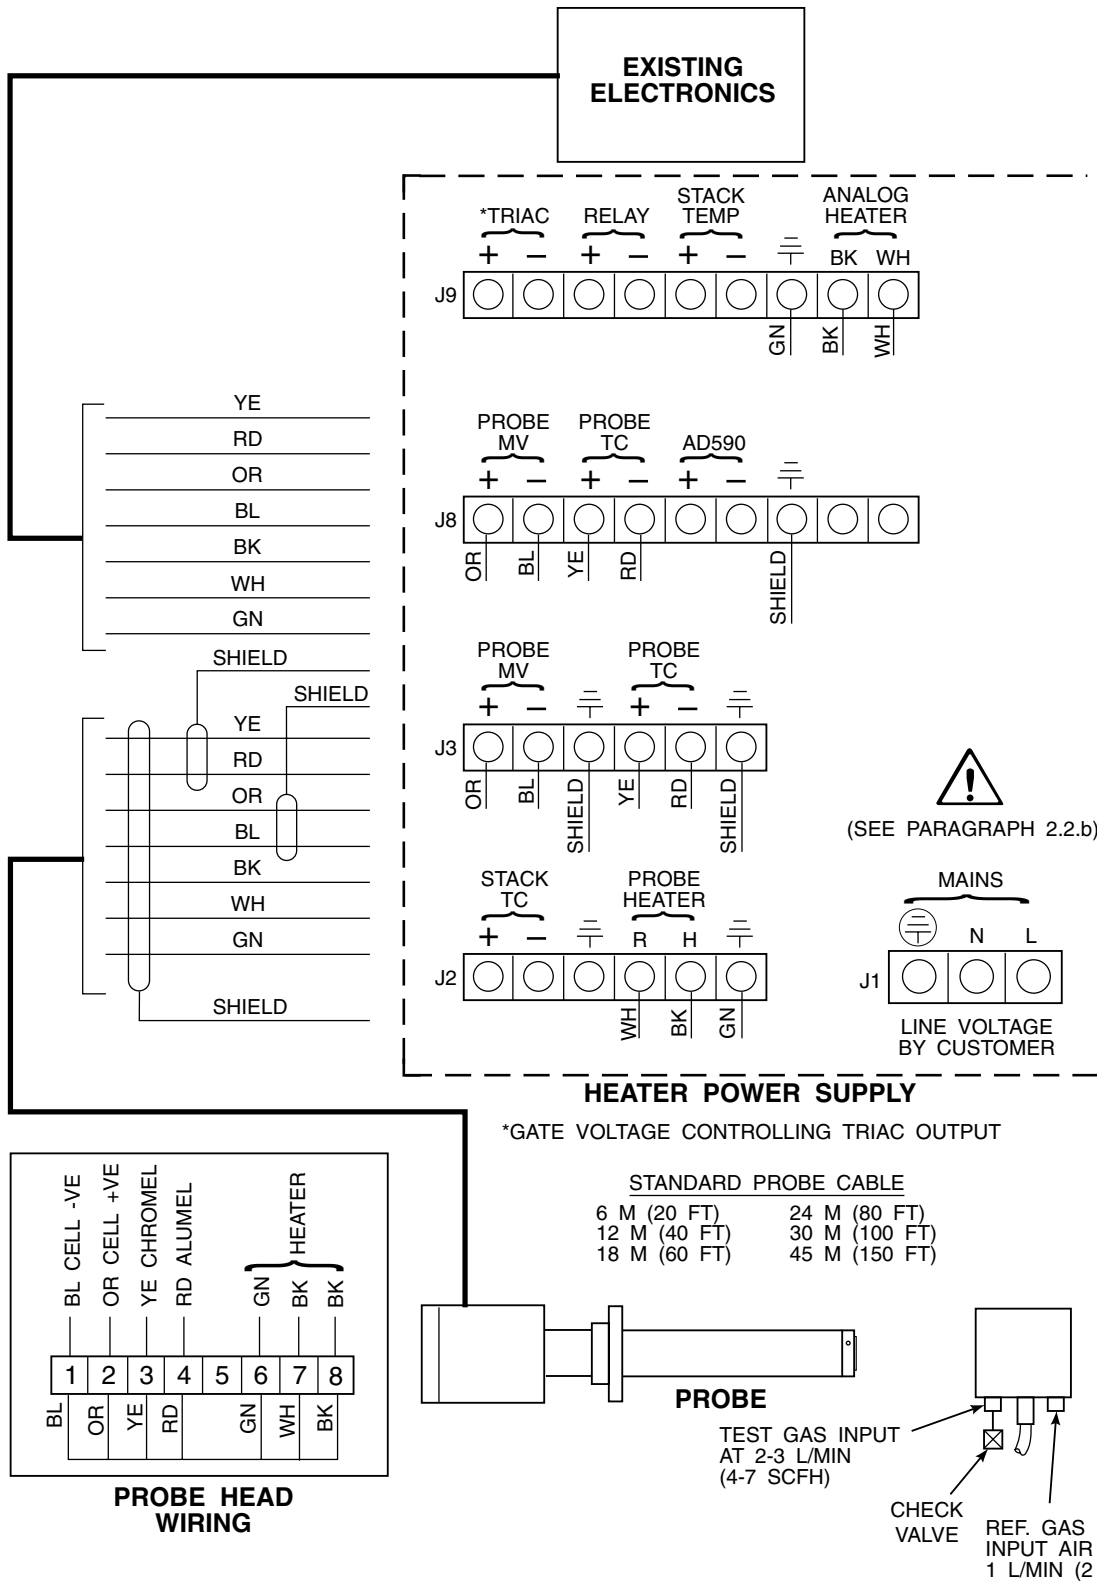 EXISTING
ELECTRONICS
*TRIAC RELAY STACK TEMP ANALOG HEATER
+ − + − + − BK WH
J9
GN BK WH
YE
RD
OR
BL
BK
WH
GN
SHIELD
SHIELD
YE
RD
OR
BL
BK
WH
GN
SHIELD
PROBE MV PROBE TC AD590
+ − + − + −
J8
OR BL YE RD SHIELD
PROBE MV PROBE TC
+ − + −
J3
OR BL SHIELD YE RD SHIELD
!
(SEE PARAGRAPH 2.2.b)
STACK TC PROBE HEATER
+ − R H
J2
WH BK GN
MAINS
N L
J1
LINE VOLTAGE
BY CUSTOMER
HEATER POWER SUPPLY
*GATE VOLTAGE CONTROLLING TRIAC OUTPUT
STANDARD PROBE CABLE
6 M (20 FT) 24 M (80 FT)
12 M (40 FT) 30 M (100 FT)
18 M (60 FT) 45 M (150 FT)
BL CELL -VE
OR CELL +VE
YE CHROMEL
RD ALUMEL
HEATER
GN BK BK
1 2 3 4 5 6 7 8
BL OR YE RD GN WH BK
PROBE HEAD
WIRING
PROBE
TEST GAS INPUT
AT 2-3 L/MIN
(4-7 SCFH)
CHECK
VALVE
REF. GAS
INPUT AIR
1 L/MIN (2